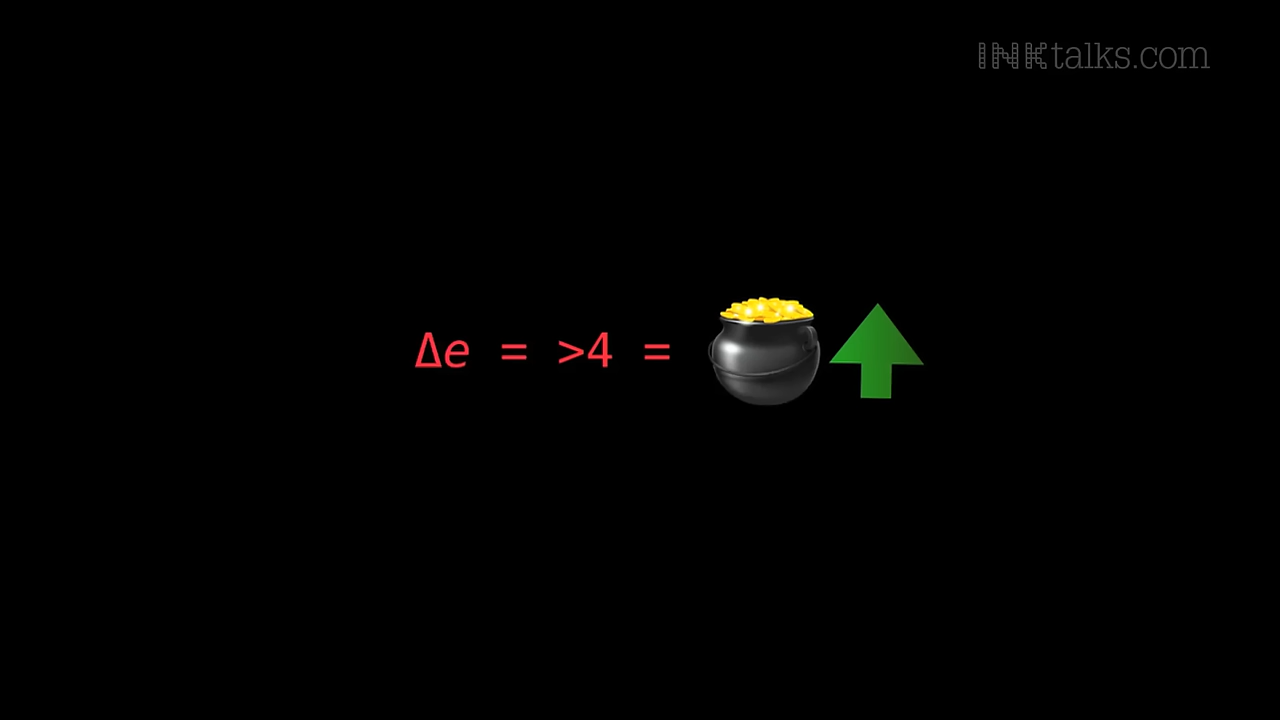 INKtalks.com
Δe = >4 =